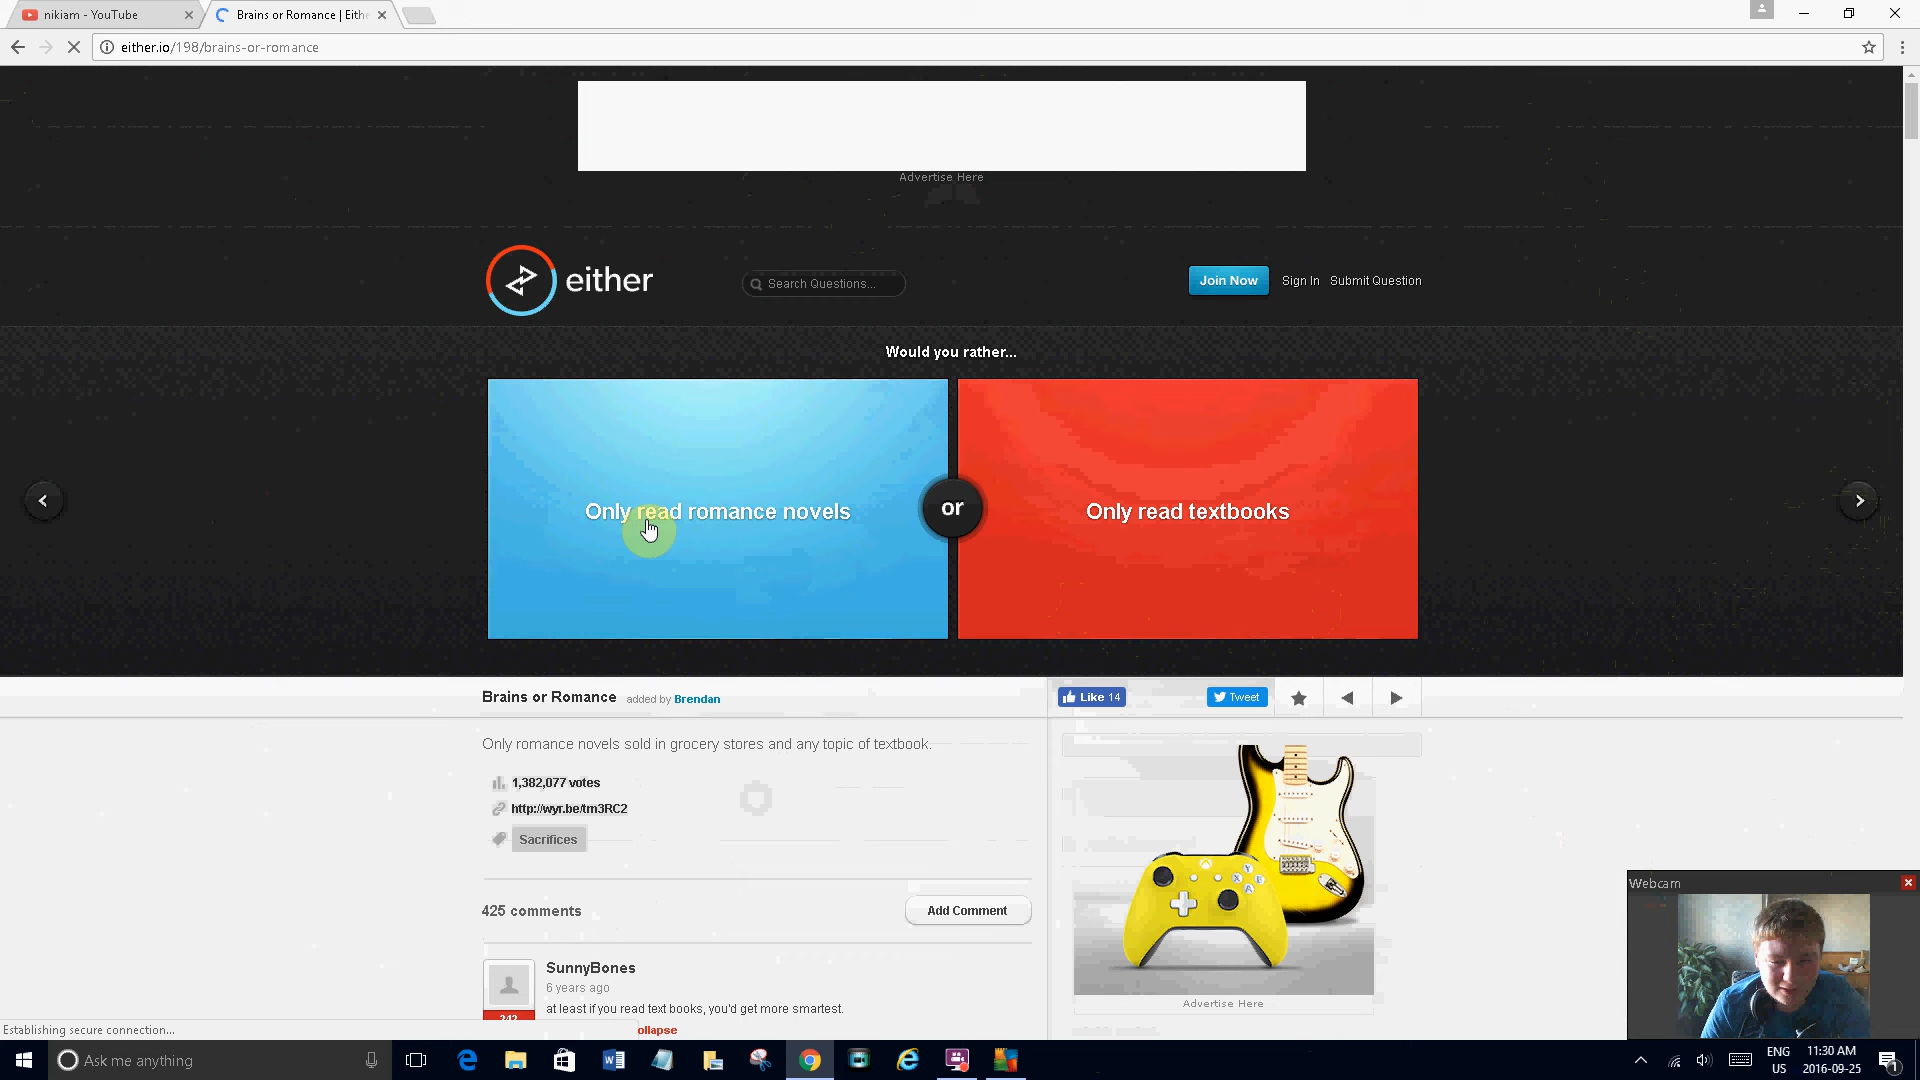 nikiam - YouTube
Brains or Romance | Eithe
either.io/198/brains-or-romance
Advertise Here
either
Search Questions...
Join Now
Sign In
Submit Question
Would you rather...
Only read romance novels
or
Only read textbooks
Brains or Romance added by Brendan
Like 14
Tweet
Only romance novels sold in grocery stores and any topic of textbook.
1,382,077 votes
http://wyr.be/tm3RC2
Sacrifices
425 comments
Add Comment
SunnyBones
6 years ago
at least if you read text books, you'd get more smartest.
242
ollapse
Advertise Here
Webcam
Establishing secure connection...
Ask me anything
ENG
US
11:30 AM
2016-09-25
1